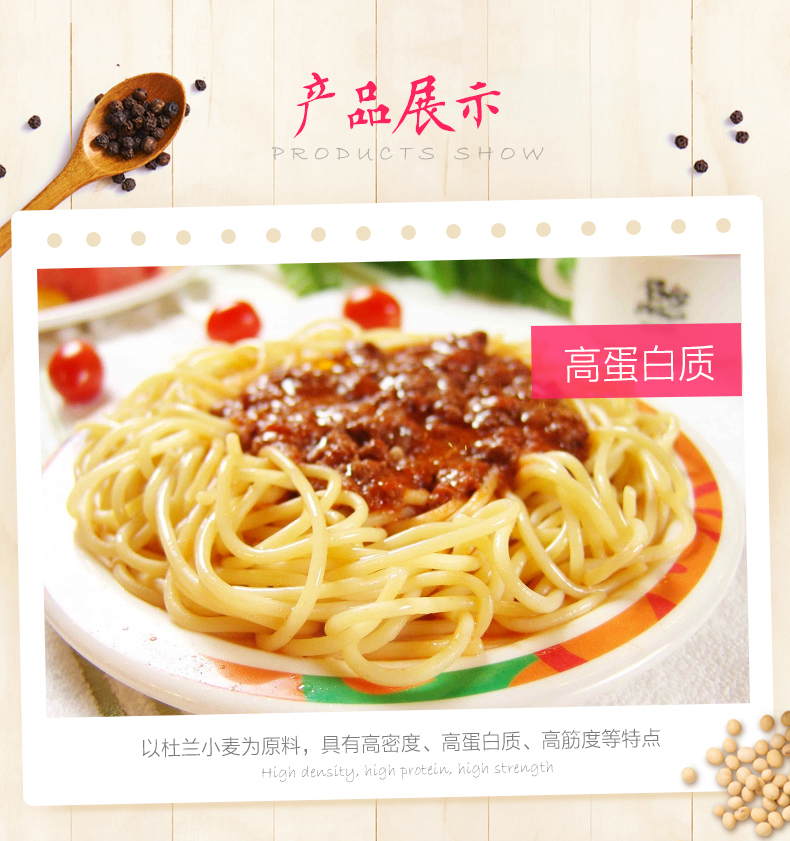 产品展示
PRODUCTS SHOW
高蛋白质
以杜兰小麦为原料，具有高密度、高蛋白质、高筋度等特点
High density, high protein, high strength